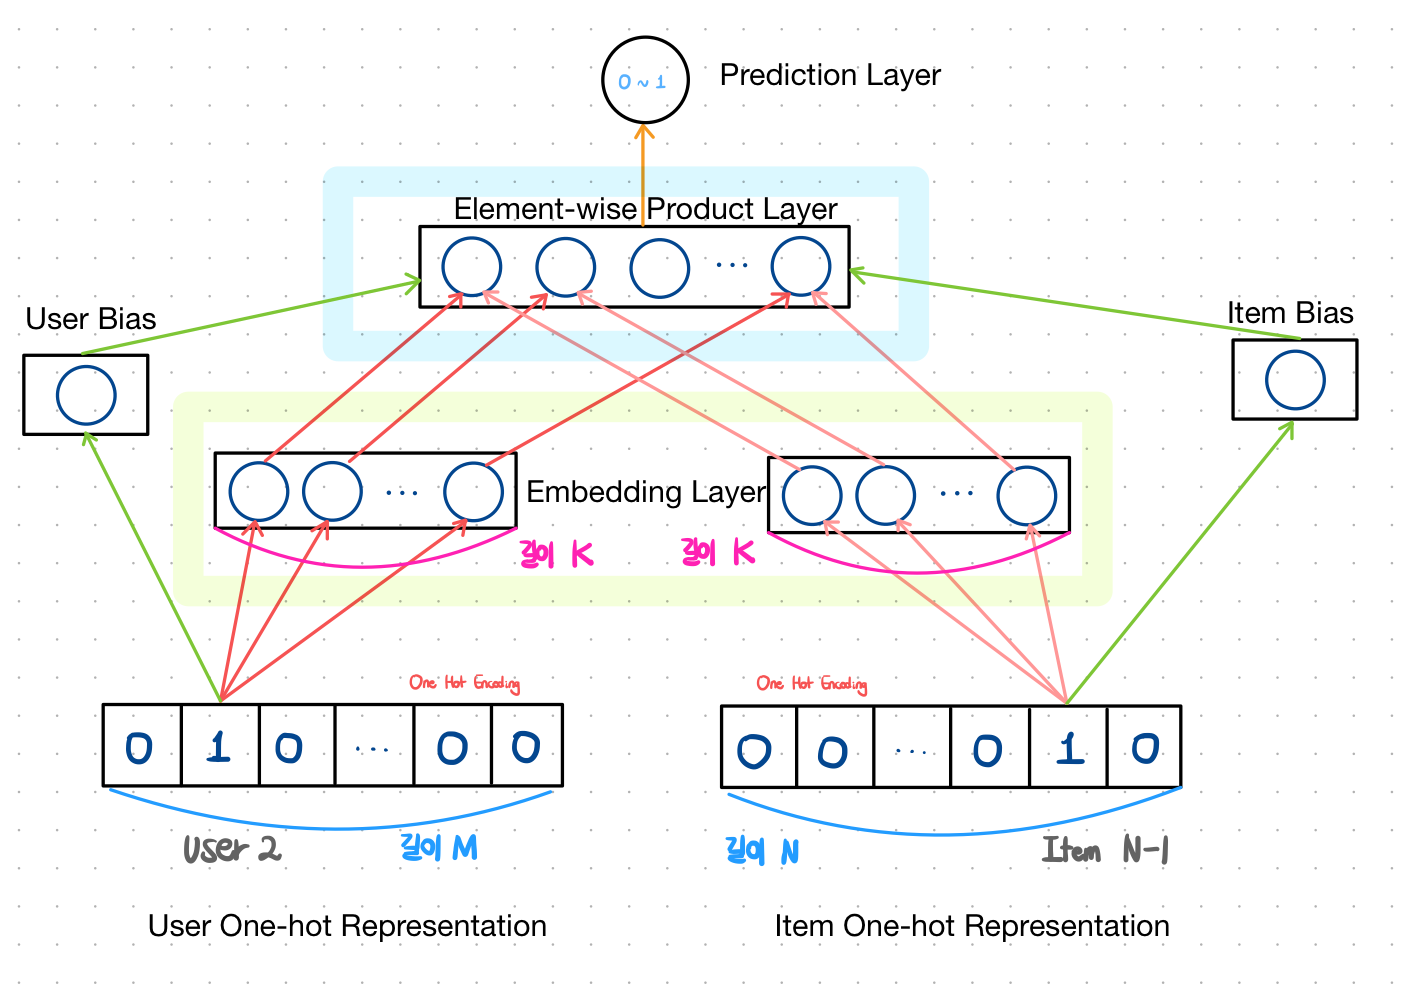 0 ~ 1
Prediction Layer
Element-wise Product Layer
...
User Bias
Item Bias
...
Embedding Layer
...
길이 K
길이 K
One Hot Encoding
One Hot Encoding
0 1 0 ... 0 0
0 0 ... 0 1 0
User 2
길이 M
길이 N
Item N-1
User One-hot Representation
Item One-hot Representation